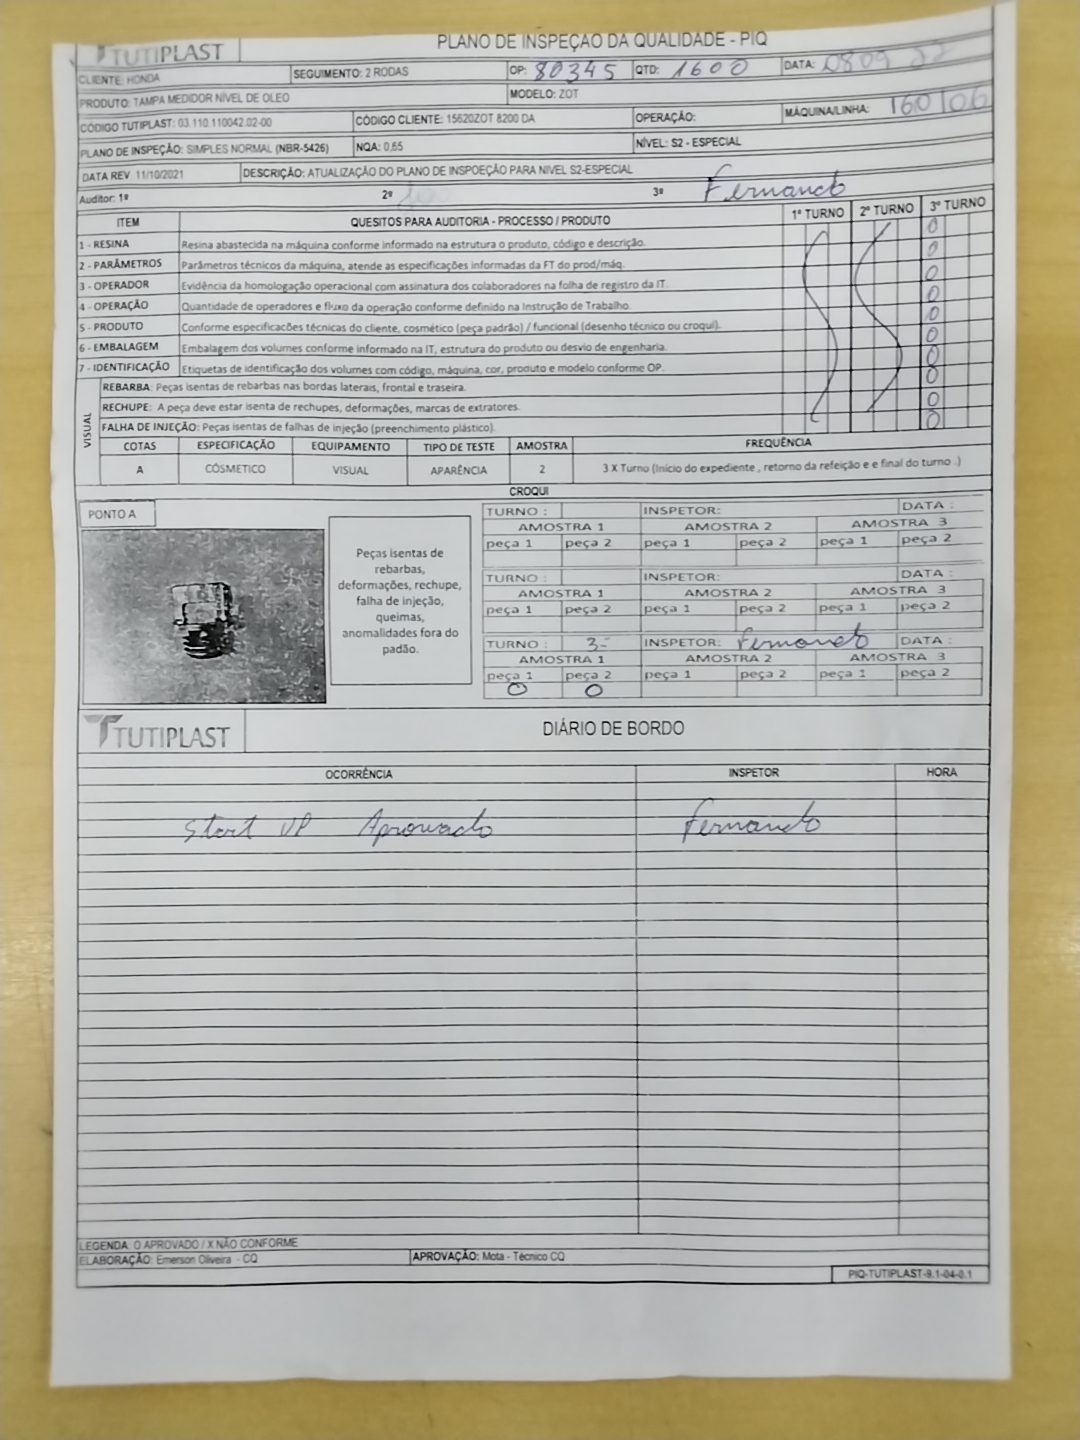 TUTIPLAST
PLANO DE INSPEÇÃO DA QUALIDADE - PIQ
CLIENTE: HONDA SEGUIMENTO: 2 RODAS OP: 80345 QTD: 1600 DATA: 08 09 22
PRODUTO: TAMPA MEDIDOR NÍVEL DE OLEO MODELO: ZOT
CÓDIGO TUTIPLAST: 03.110.110042.02-00 CÓDIGO CLIENTE: 15620ZOT 8200 DA OPERAÇÃO: MÁQUINA/LINHA: 160/06
PLANO DE INSPEÇÃO: SIMPLES NORMAL (NBR-5426) NQA: 0,65 NÍVEL: S2 - ESPECIAL
DATA REV. 11/10/2021 DESCRIÇÃO: ATUALIZAÇÃO DO PLANO DE INSPOEÇÃO PARA NIVEL S2-ESPECIAL
Auditor: 1º 2º 3º Fernando
ITEM QUESITOS PARA AUDITORIA - PROCESSO / PRODUTO 1º TURNO 2º TURNO 3º TURNO
1 - RESINA Resina abastecida na máquina conforme informado na estrutura o produto, código e descrição. O
2 - PARÂMETROS Parâmetros técnicos da máquina, atende as especificações informadas da FT do prod/máq. O
3 - OPERADOR Evidência da homologação operacional com assinatura dos colaboradores na folha de registro da IT. O
4 - OPERAÇÃO Quantidade de operadores e fluxo da operação conforme definido na Instrução de Trabalho. O
5 - PRODUTO Conforme especificacões técnicas do cliente, cosmético (peça padrão) / funcional (desenho técnico ou croqui). O
6 - EMBALAGEM Embalagem dos volumes conforme informado na IT, estrutura do produto ou desvio de engenharia. O
7 - IDENTIFICAÇÃO Etiquetas de identificação dos volumes com código, máquina, cor, produto e modelo conforme OP. O
VISUAL
REBARBA: Peças isentas de rebarbas nas bordas laterais, frontal e traseira. O
RECHUPE: A peça deve estar isenta de rechupes, deformações, marcas de extratores. O
FALHA DE INJEÇÃO: Peças isentas de falhas de injeção (preenchimento plástico). O
COTAS ESPECIFICAÇÃO EQUIPAMENTO TIPO DE TESTE AMOSTRA FREQUÊNCIA
A CÓSMETICO VISUAL APARÊNCIA 2 3 X Turno (Início do expediente , retorno da refeição e e final do turno .)
CROQUI
PONTO A
Peças isentas de
rebarbas,
deformações, rechupe,
falha de injeção,
queimas,
anomalidades fora do
padão.
TURNO : INSPETOR: DATA :
AMOSTRA 1 AMOSTRA 2 AMOSTRA 3
peça 1 peça 2 peça 1 peça 2 peça 1 peça 2
TURNO : INSPETOR: DATA :
AMOSTRA 1 AMOSTRA 2 AMOSTRA 3
peça 1 peça 2 peça 1 peça 2 peça 1 peça 2
TURNO : 3- INSPETOR: Fernando DATA :
AMOSTRA 1 AMOSTRA 2 AMOSTRA 3
peça 1 peça 2 peça 1 peça 2 peça 1 peça 2
O O
TUTIPLAST
DIÁRIO DE BORDO
OCORRÊNCIA INSPETOR HORA
Start UP Aprovado Fernando
LEGENDA: O APROVADO / X NÃO CONFORME
ELABORAÇÃO: Emerson Oliveira - CQ APROVAÇÃO: Mota - Técnico CQ
PIQ-TUTIPLAST-9.1-04-0.1